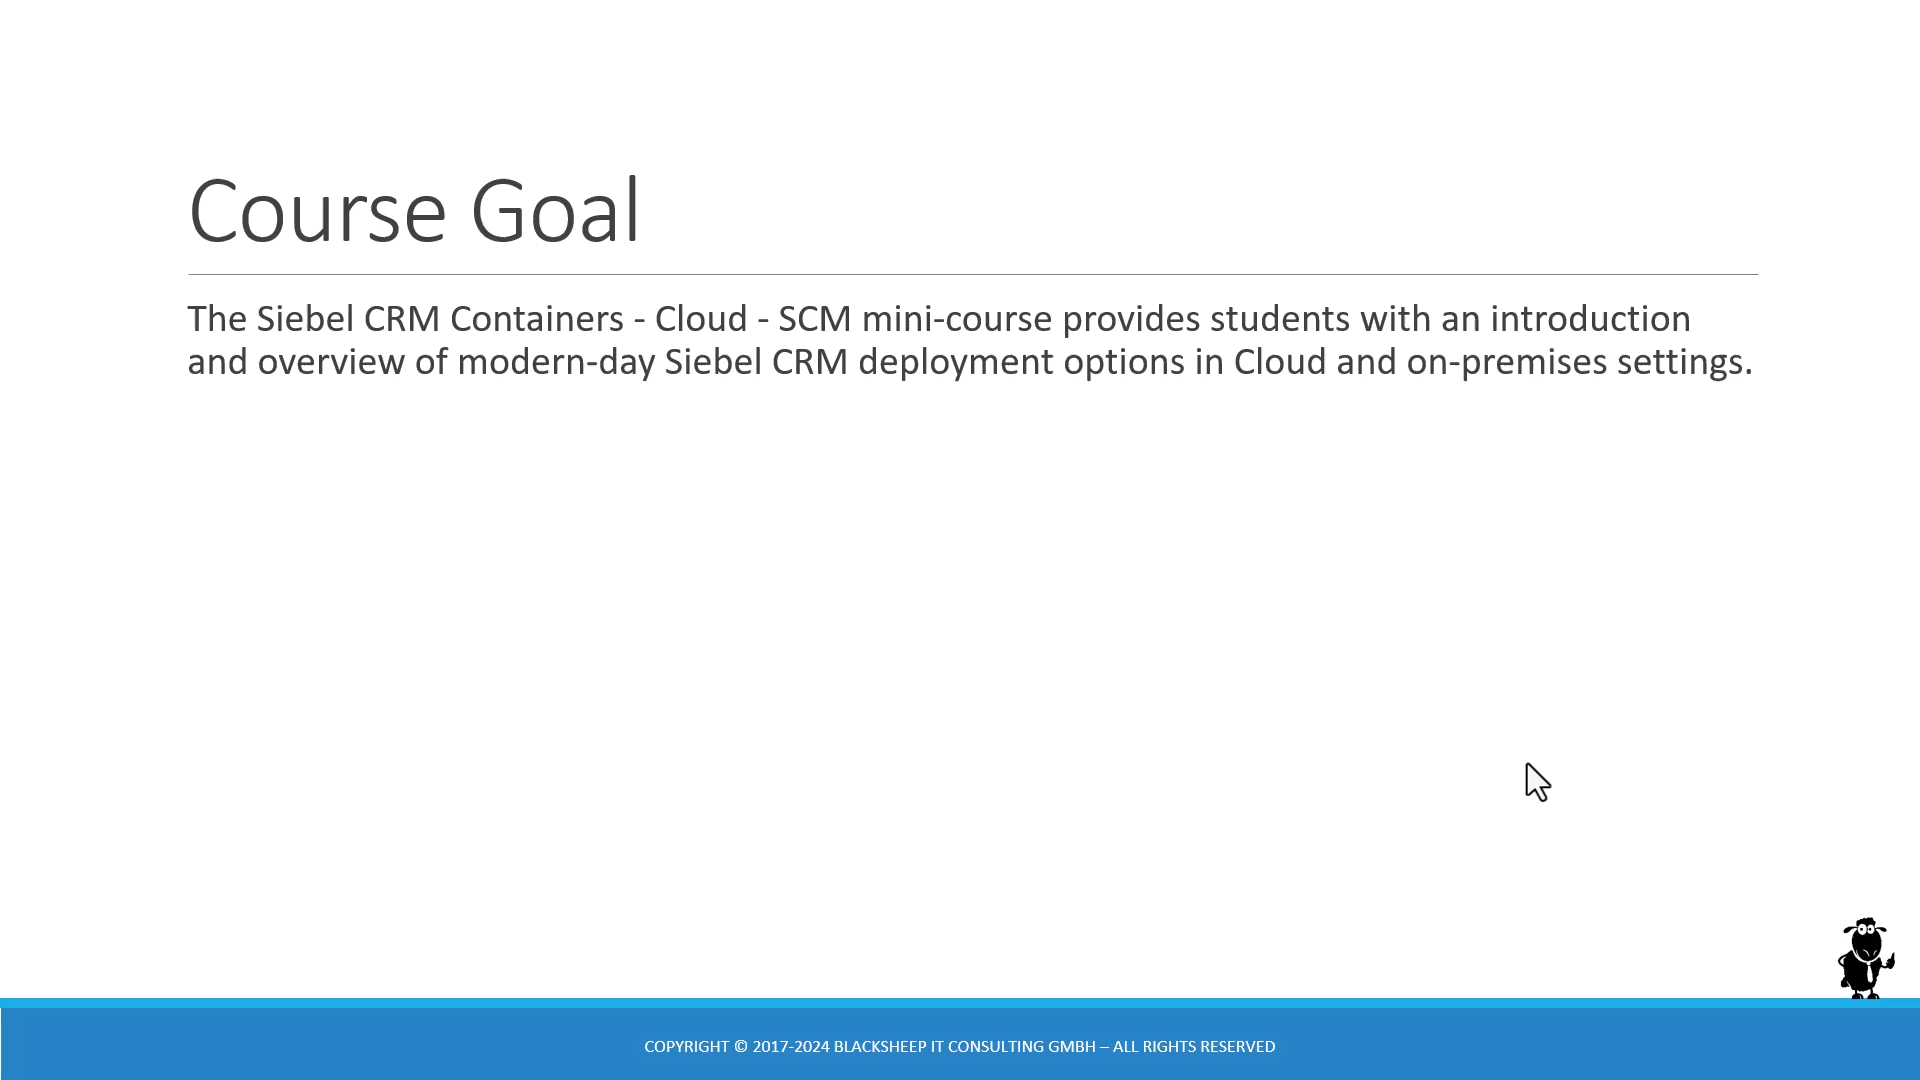 Course Goal
The Siebel CRM Containers - Cloud - SCM mini-course provides students with an introduction
and overview of modern-day Siebel CRM deployment options in Cloud and on-premises settings.
COPYRIGHT © 2017-2024 BLACKSHEEP IT CONSULTING GMBH – ALL RIGHTS RESERVED